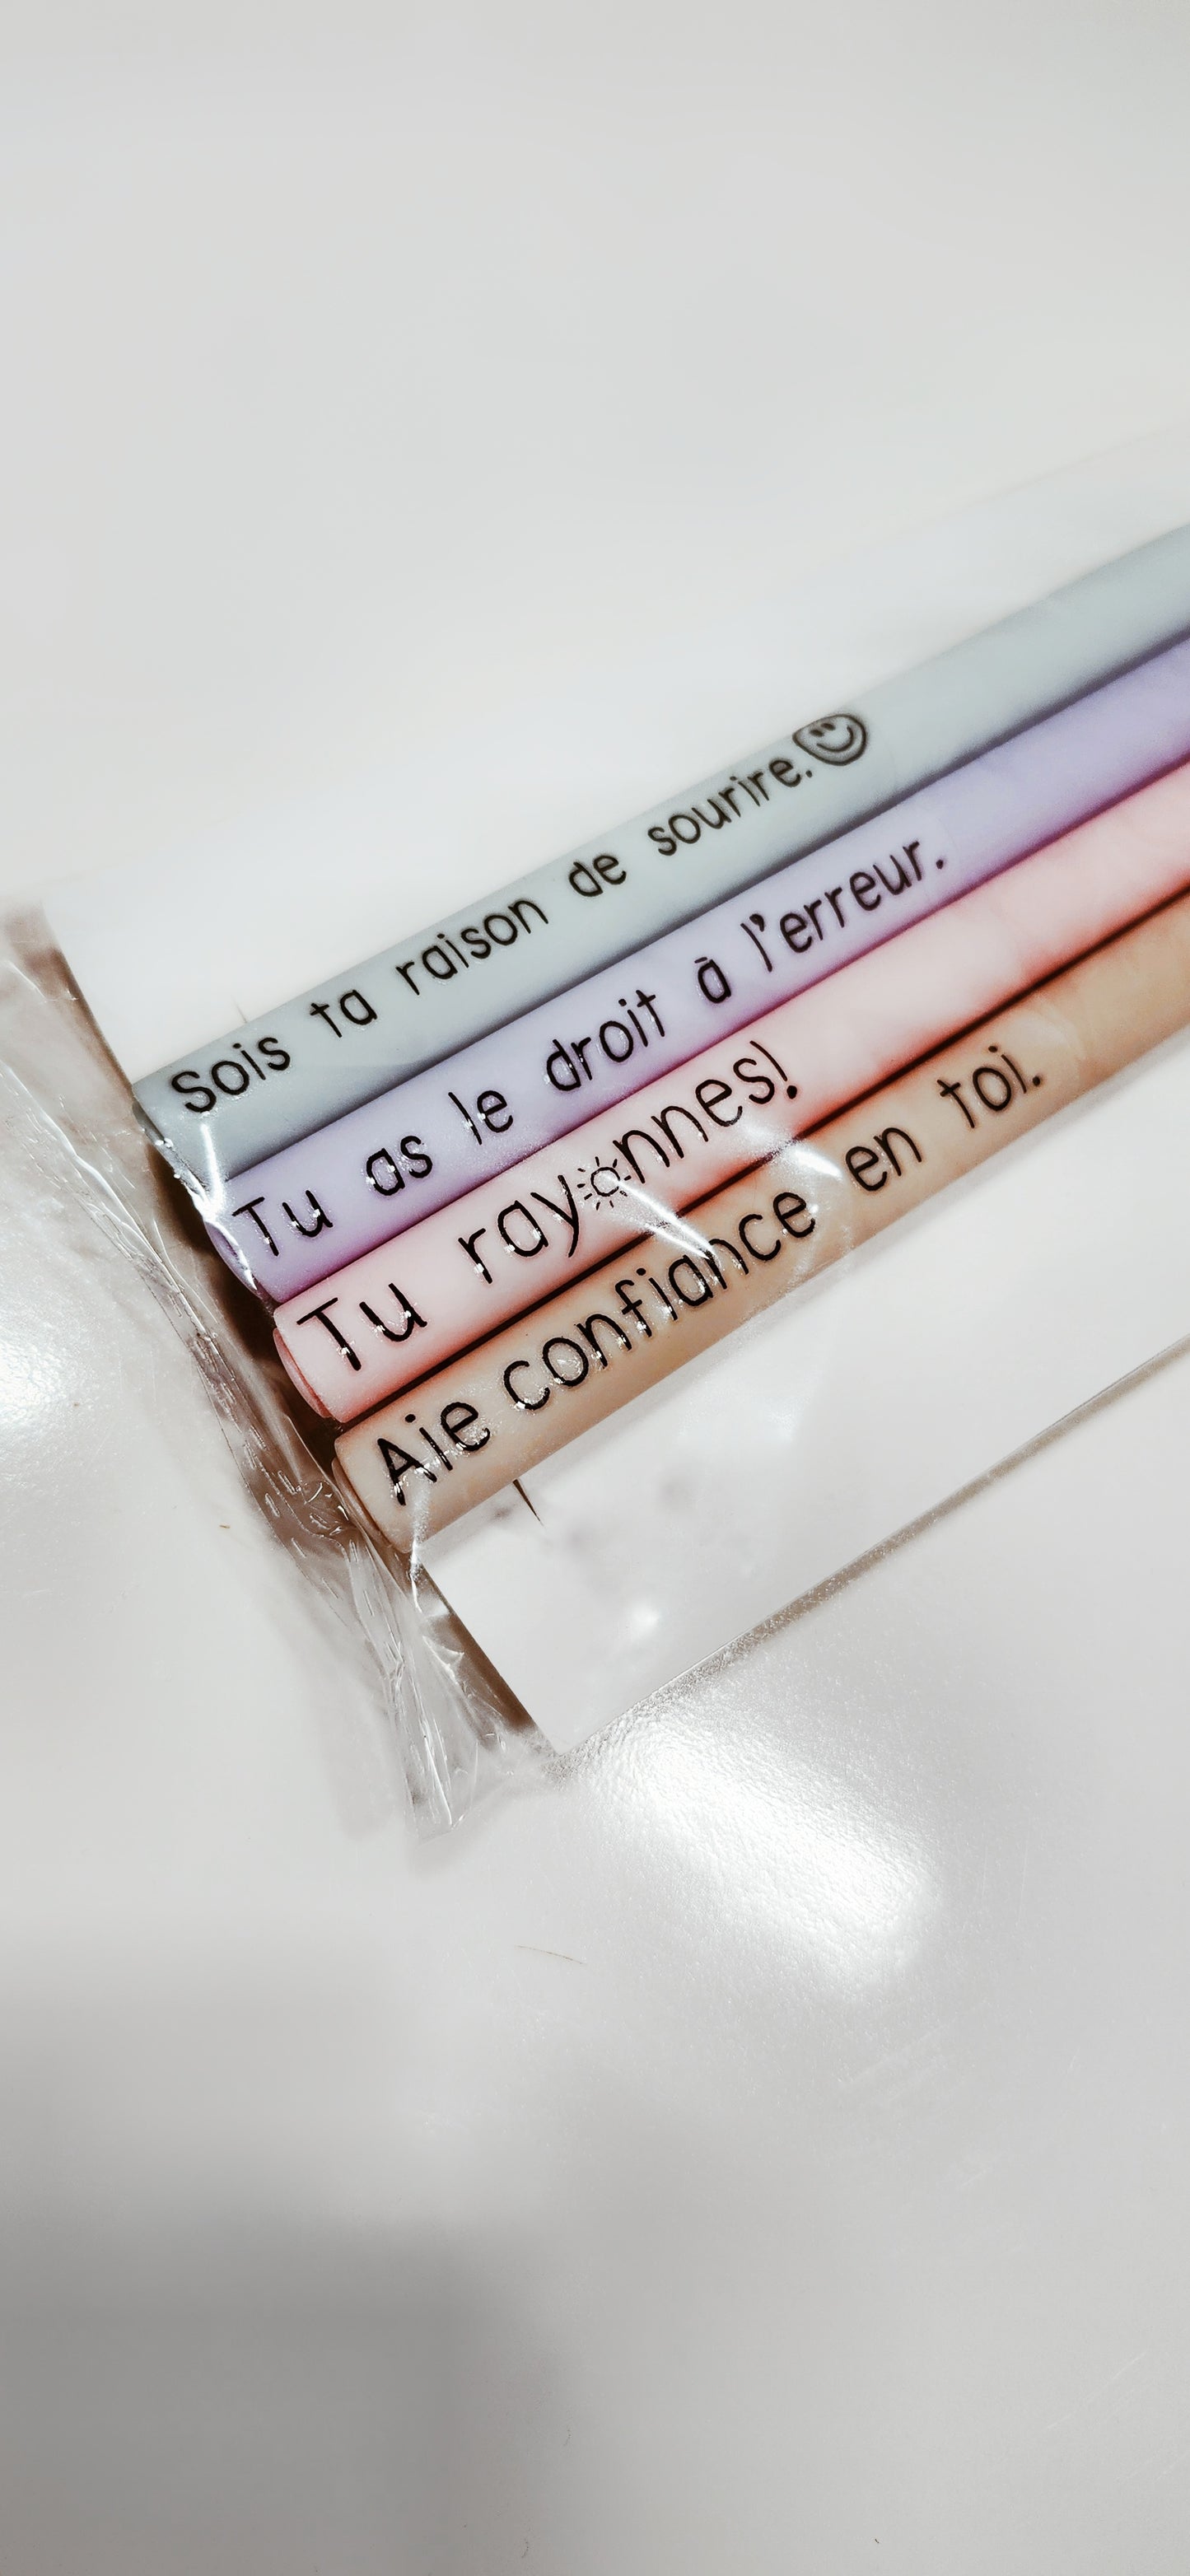 Sois ta raison de sourire.
Tu as le droit à l'erreur.
Tu rayonnes!
Aie confiance en toi.